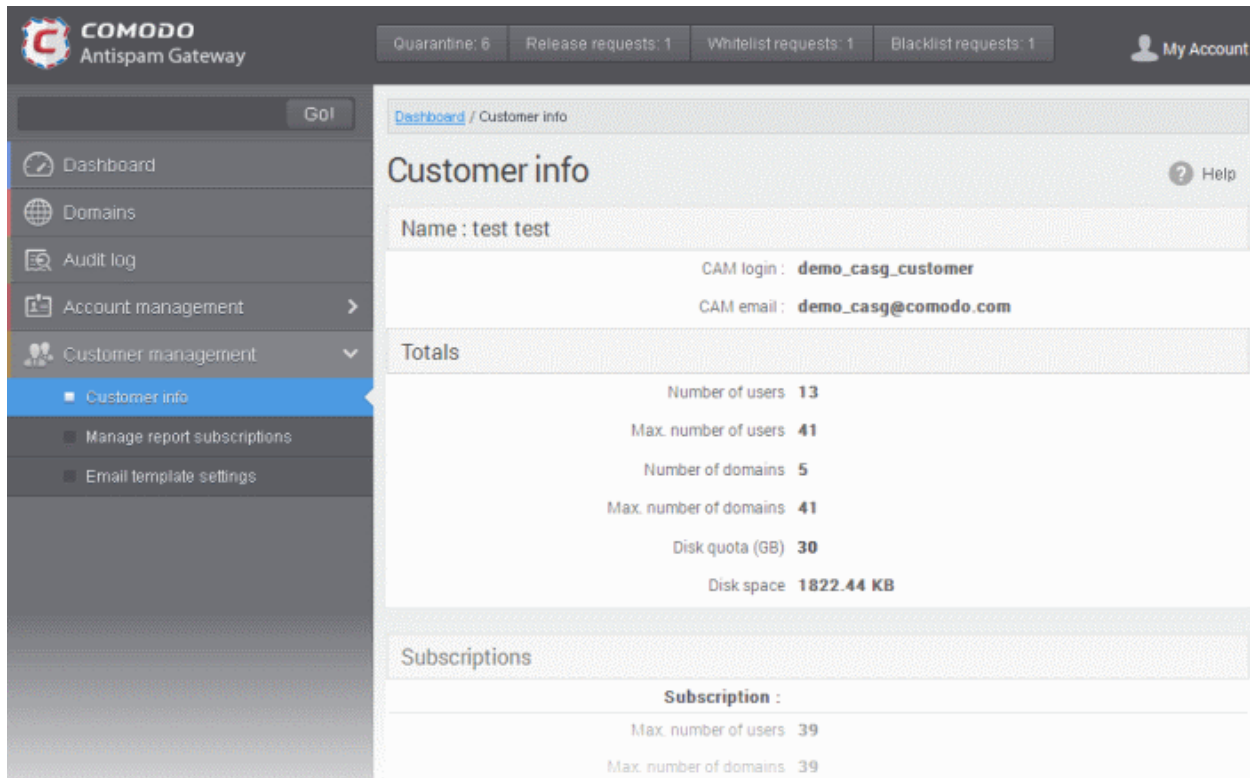 COMODO
Antispam Gateway
Quarantine: 6 Release requests: 1 Whitelist requests: 1 Blacklist requests: 1 My Account
Go!
Dashboard
Domains
Audit log
Account management
Customer management
Customer info
Manage report subscriptions
Email template settings
Dashboard / Customer info
Customer info
Help
Name : test test
CAM login : demo_casg_customer
CAM email : demo_casg@comodo.com
Totals
Number of users 13
Max. number of users 41
Number of domains 5
Max. number of domains 41
Disk quota (GB) 30
Disk space 1822.44 KB
Subscriptions
Subscription :
Max. number of users 39
Max. number of domains 39